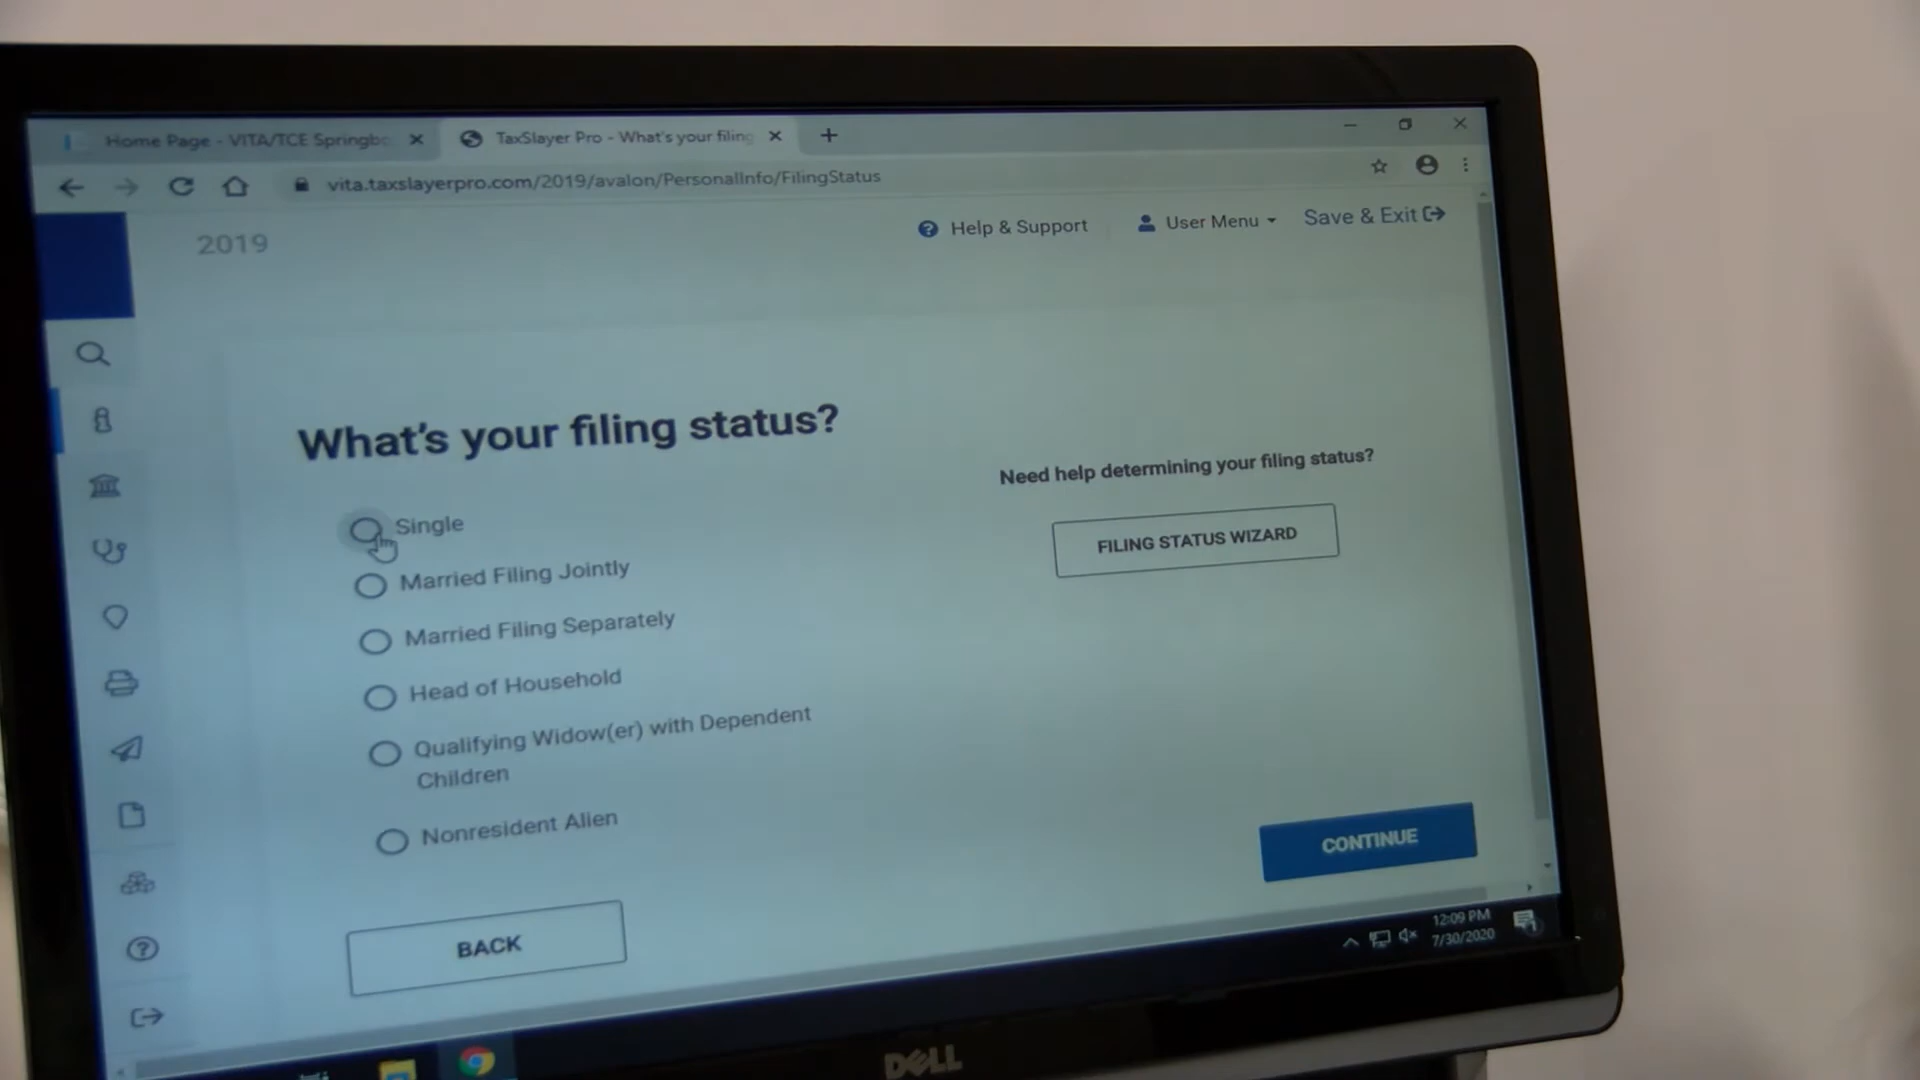 Home Page - VITA/TCE Springbo
TaxSlayer Pro - What's your filing
vita.taxslayerpro.com/2019/avalon/PersonalInfo/FilingStatus
2019
Help & Support
User Menu
Save & Exit
What's your filing status?
Need help determining your filing status?
Single
FILING STATUS WIZARD
Married Filing Jointly
Married Filing Separately
Head of Household
Qualifying Widow(er) with Dependent
Children
Nonresident Alien
CONTINUE
BACK
12:09 PM
7/30/2020
DELL